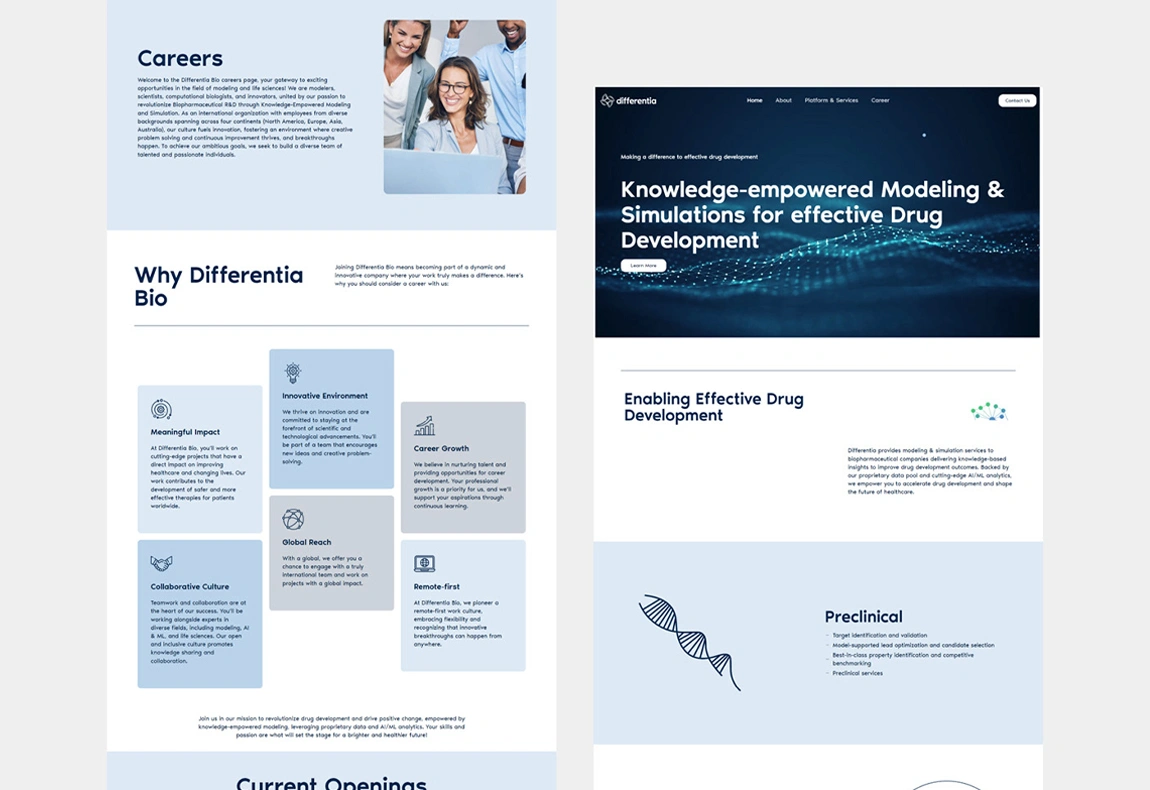 Careers
Welcome to the Differentia Bio careers page, your gateway to exciting
opportunities in the field of modeling and life sciences! We are modelers,
scientists, computational biologists, and innovators, united by our passion to
revolutionize Biopharmaceutical R&D through Knowledge-Empowered Modeling
and Simulation. As an international organization with employees from diverse
backgrounds spanning across four continents (North America, Europe, Asia,
Australia), our culture fuels innovation, fostering an environment where creative
problem solving and continuous improvement thrives, and breakthroughs
happen. To achieve our ambitious goals, we seek to build a diverse team of
talented and passionate individuals.
Why Differentia
Bio
Joining Differentia Bio means becoming part of a dynamic and
innovative company where your work truly makes a difference. Here's
why you should consider a career with us:
Meaningful Impact
At Differentia Bio, you'll work on
cutting-edge projects that have a
direct impact on improving
healthcare and changing lives. Our
work contributes to the
development of safer and more
effective therapies for patients
worldwide.
Innovative Environment
We thrive on innovation and are
committed to staying at the
forefront of scientific and
technological advancements. You'll
be part of a team that encourages
new ideas and creative problem-
solving.
Career Growth
We believe in nurturing talent and
providing opportunities for career
development. Your professional
growth is a priority for us, and we'll
support your aspirations through
continuous learning.
Collaborative Culture
Teamwork and collaboration are at
the heart of our success. You'll be
working alongside experts in
diverse fields, including modeling, AI
& ML, and life sciences. Our open
and inclusive culture promotes
knowledge sharing and
collaboration.
Global Reach
With a global, we offer you a
chance to engage with a truly
international team and work on
projects with a global impact.
Remote-first
At Differentia Bio, we pioneer a
remote-first work culture,
embracing flexibility and
recognizing that innovative
breakthroughs can happen from
anywhere.
Join us in our mission to revolutionize drug development and drive positive change, empowered by
knowledge-empowered modeling, leveraging proprietary data and AI/ML analytics. Your skills and
passion are what will set the stage for a brighter and healthier future!
Current Openings
differentia
Home About Platform & Services Career
Contact Us
Making a difference to effective drug development
Knowledge-empowered Modeling &
Simulations for effective Drug
Development
Learn More
Enabling Effective Drug
Development
Differentia provides modeling & simulation services to
biopharmaceutical companies delivering knowledge-based
insights to improve drug development outcomes. Backed by
our proprietary data pool and cutting-edge AI/ML analytics,
we empower you to accelerate drug development and shape
the future of healthcare.
Preclinical
- Target identification and validation
- Model-supported lead optimization and candidate selection
- Best-in-class property identification and competitive
benchmarking
- Preclinical services